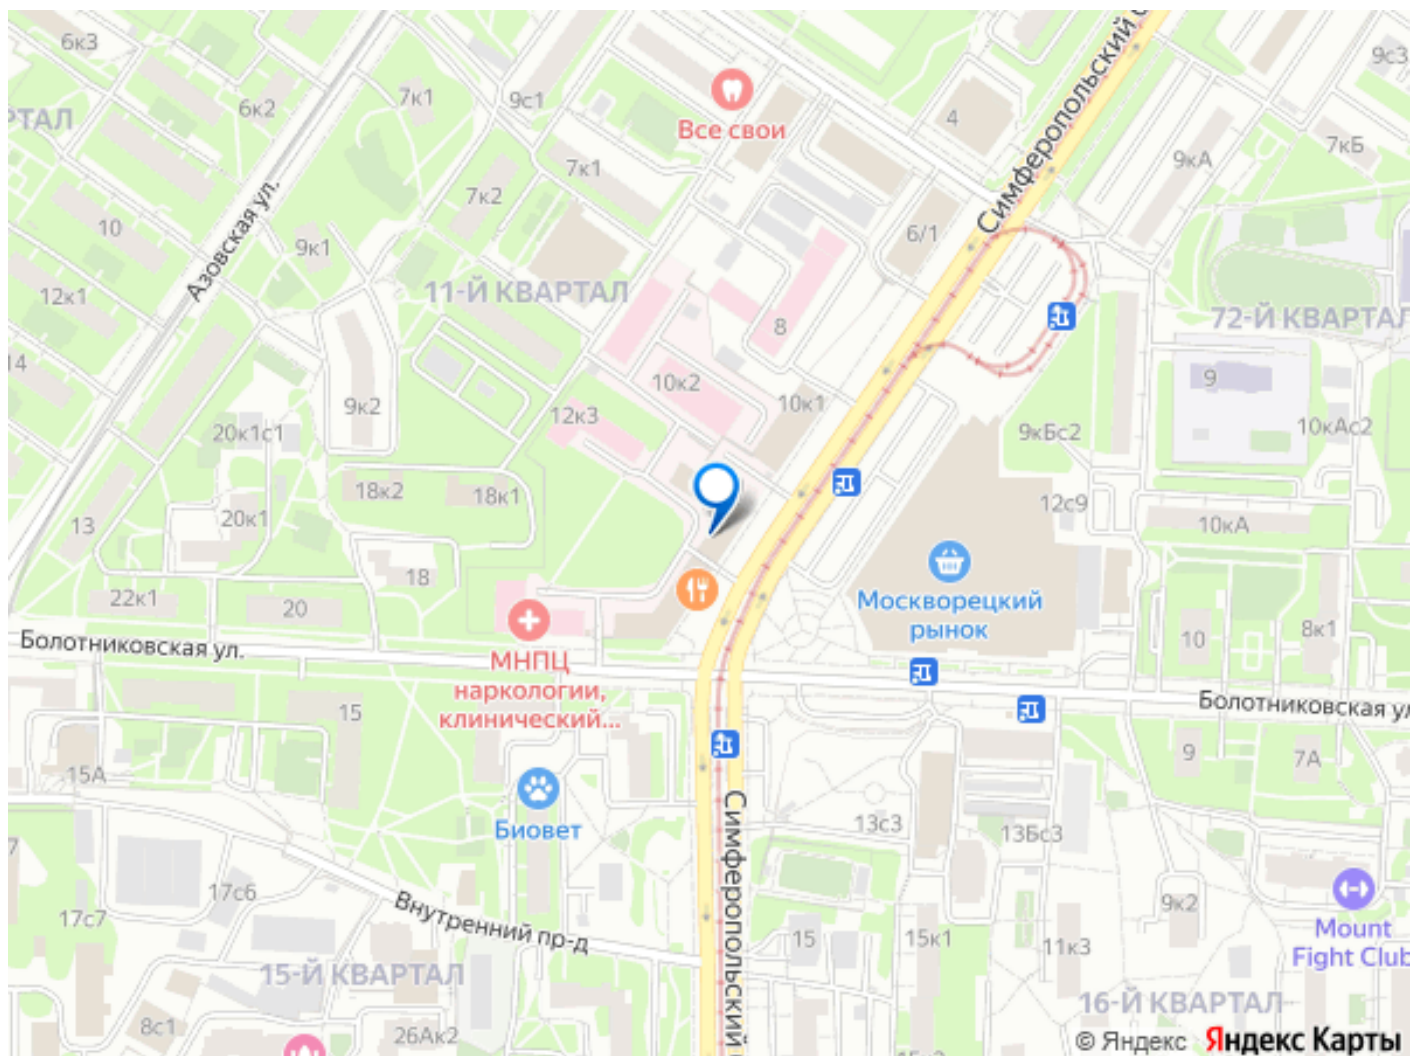 6к3
Симферопольский
9с3
6к2
7к1
9с1
4
ТАЛ
Все свои
7к1
9кА
7кБ
7к2
Азовская ул.
10
9к1
6/1
12к1
11-Й КВАРТАЛ
8
72-Й КВАРТАЛ
14
9
10к2
10к1
9к2
12к3
20к1с1
9кБс2
10кАс2
18к2
18к1
12с9
13
20к1
10кА
18
22к1
20
Москворецкий
рынок
8к1
10
Болотниковская ул.
МНПЦ
наркологии,
клинический...
15
Болотниковская ул
9
7А
15А
Биовет
Симферопольский
13с3
13Бс3
7
17с6
17с7
Внутренний пр-д
9к2
15
15к1
11к3
Mount
Fight Club
15-Й КВАРТАЛ
16-Й КВАРТАЛ
8с1
26Ак2
© Яндекс Яндекс Карты